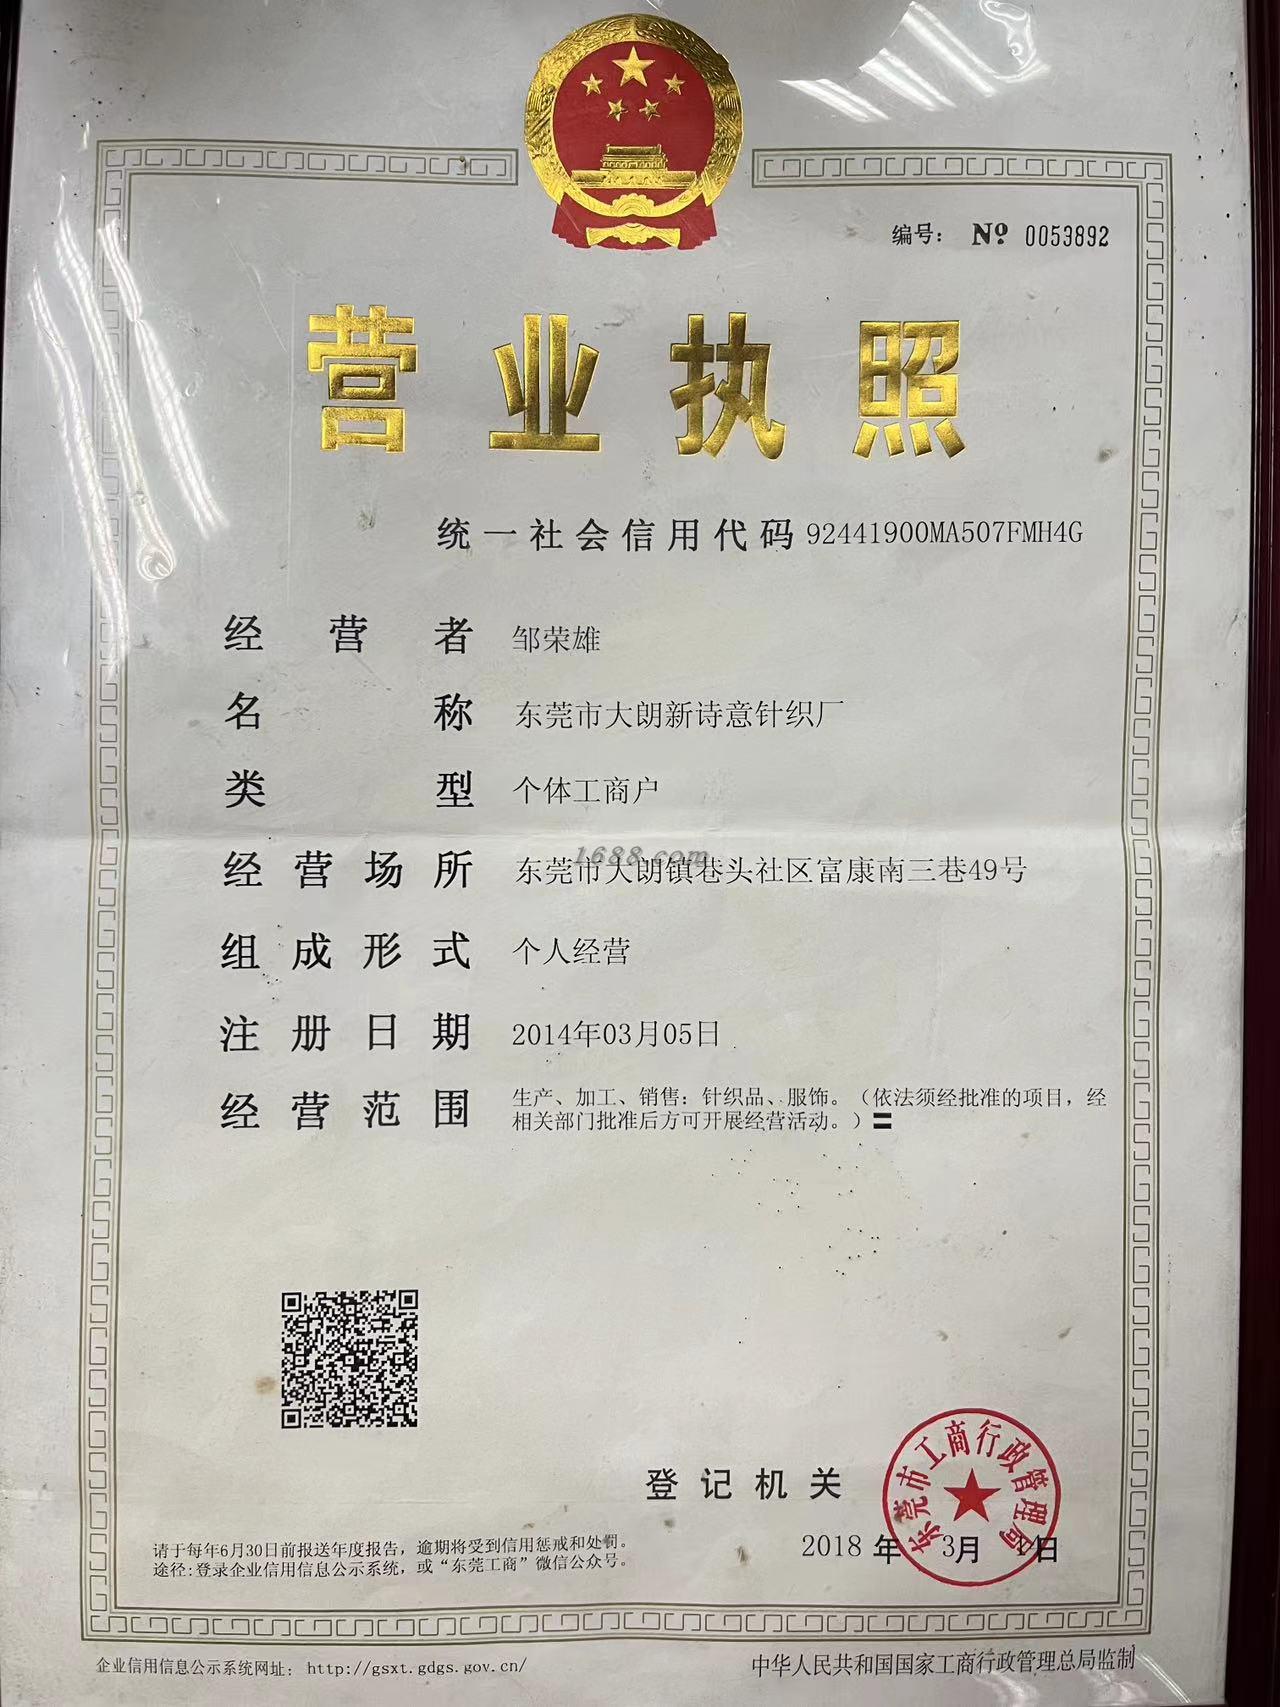 编号： № 0053892
营业执照
统一社会信用代码 92441900MA507FMH4G
经营者 邹荣雄
名称 东莞市大朗新诗意针织厂
类型 个体工商户
1688.com
经营场所 东莞市大朗镇巷头社区富康南三巷49号
组成形式 个人经营
注册日期 2014年03月05日
经营范围 生产、加工、销售：针织品、服饰。（依法须经批准的项目，经
相关部门批准后方可开展经营活动。）〓
东莞市工商行政管理局
登记机关
2018 年 3月 日
请于每年6月30日前报送年度报告，逾期将受到信用惩戒和处罚。
途径:登录企业信用信息公示系统，或“东莞工商”微信公众号。
企业信用信息公示系统网址： http://gsxt.gdgs.gov.cn/
中华人民共和国国家工商行政管理总局监制